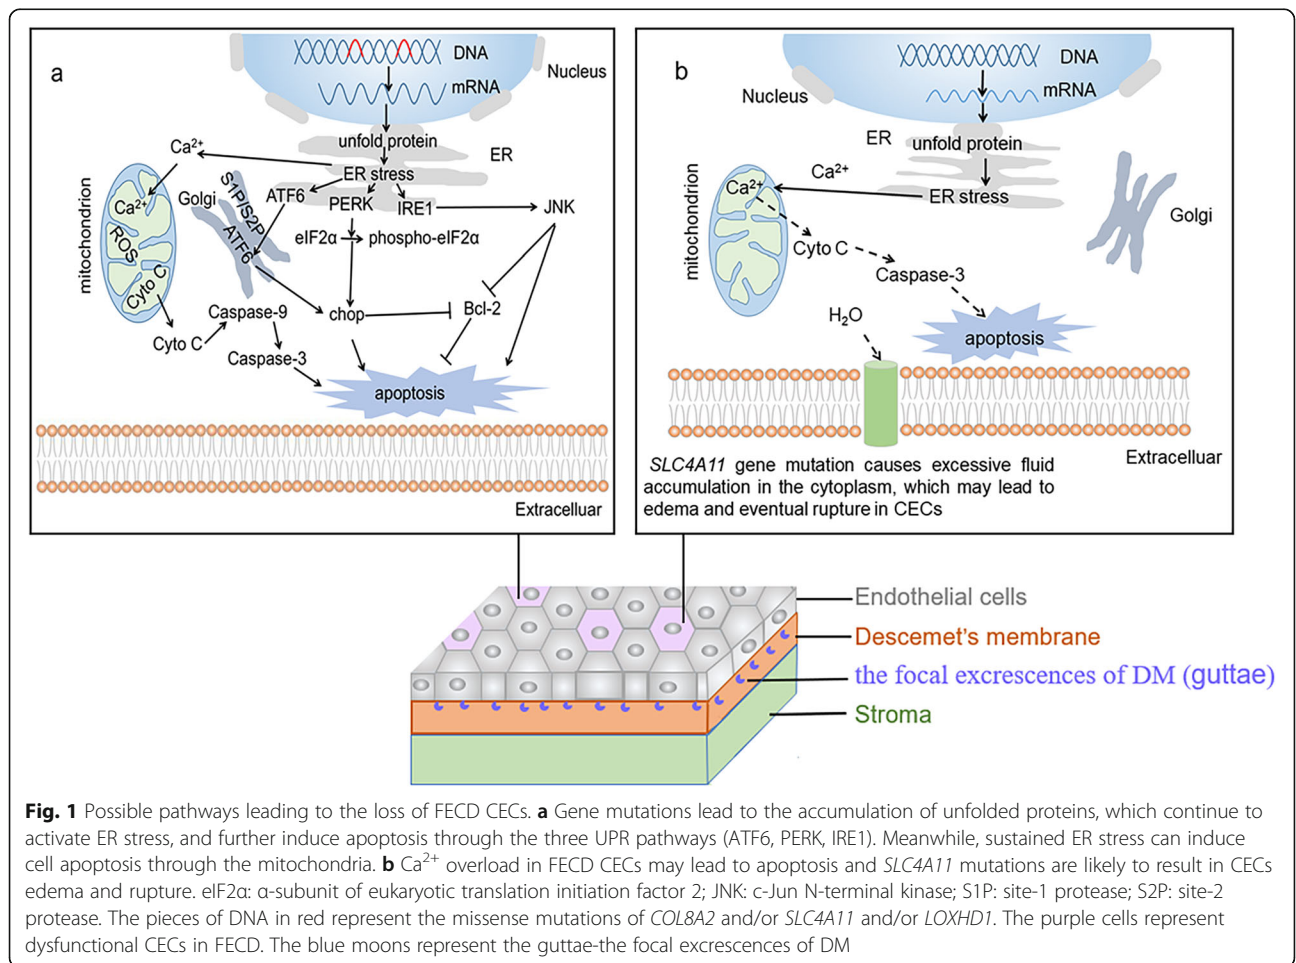 a
DNA
Nucleus
mRNA
unfold protein
ER
Ca2+
ER stress
mitochondrion
S1P/S2P
Golgi
ATF6
PERK
IRE1
JNK
Ca2+
ROS
ATF6
eIF2α
phospho-eIF2α
Cyto C
Caspase-9
chop
Bcl-2
Cyto C
Caspase-3
apoptosis
Extracelluar
b
DNA
mRNA
Nucleus
ER
unfold protein
Ca2+
Ca2+
ER stress
mitochondrion
Golgi
Cyto C
Caspase-3
H2O
apoptosis
Extracelluar
SLC4A11 gene mutation causes excessive fluid
accumulation in the cytoplasm, which may lead to
edema and eventual rupture in CECs
Endothelial cells
Descemet's membrane
the focal excrescences of DM (guttae)
Stroma
Fig. 1 Possible pathways leading to the loss of FECD CECs. a Gene mutations lead to the accumulation of unfolded proteins, which continue to
activate ER stress, and further induce apoptosis through the three UPR pathways (ATF6, PERK, IRE1). Meanwhile, sustained ER stress can induce
cell apoptosis through the mitochondria. b Ca2+ overload in FECD CECs may lead to apoptosis and SLC4A11 mutations are likely to result in CECs
edema and rupture. eIF2α: α-subunit of eukaryotic translation initiation factor 2; JNK: c-Jun N-terminal kinase; S1P: site-1 protease; S2P: site-2
protease. The pieces of DNA in red represent the missense mutations of COL8A2 and/or SLC4A11 and/or LOXHD1. The purple cells represent
dysfunctional CECs in FECD. The blue moons represent the guttae-the focal excrescences of DM